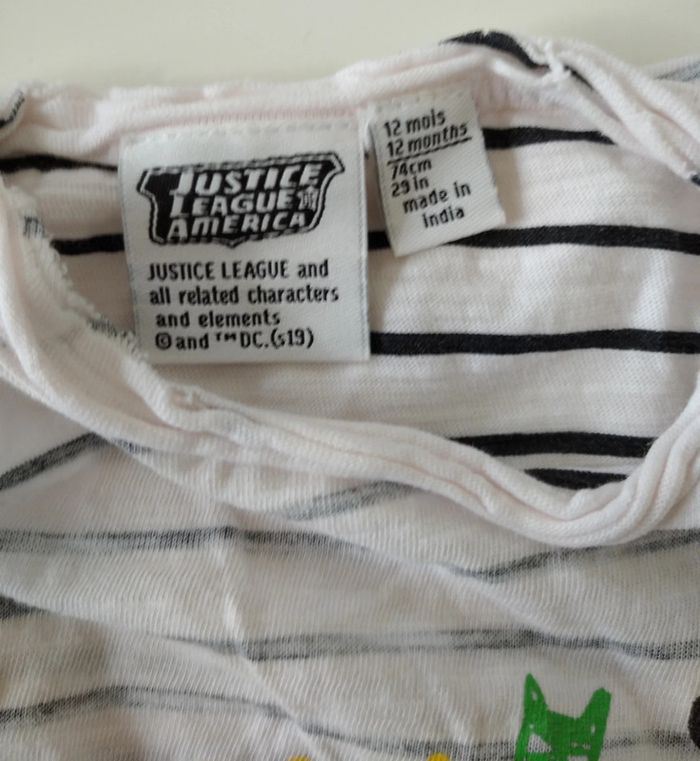 JUSTICE
LEAGUE
AMERICA
JUSTICE LEAGUE and
all related characters
and elements
© and ™ DC. (s19)
12 mois
12 months
74cm
29 in
made in
india